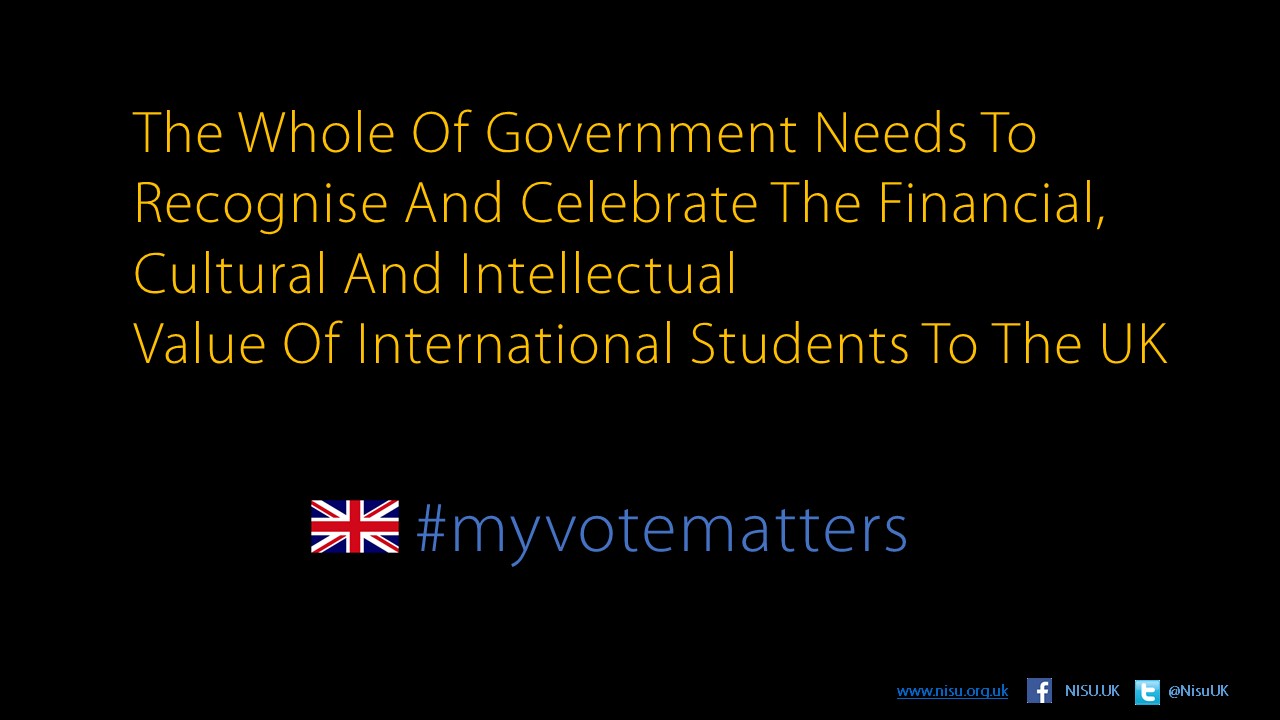 The Whole Of Government Needs To
Recognise And Celebrate The Financial,
Cultural And Intellectual
Value Of International Students To The UK
#myvotematters
www.nisu.org.uk NISU.UK @NisuUK